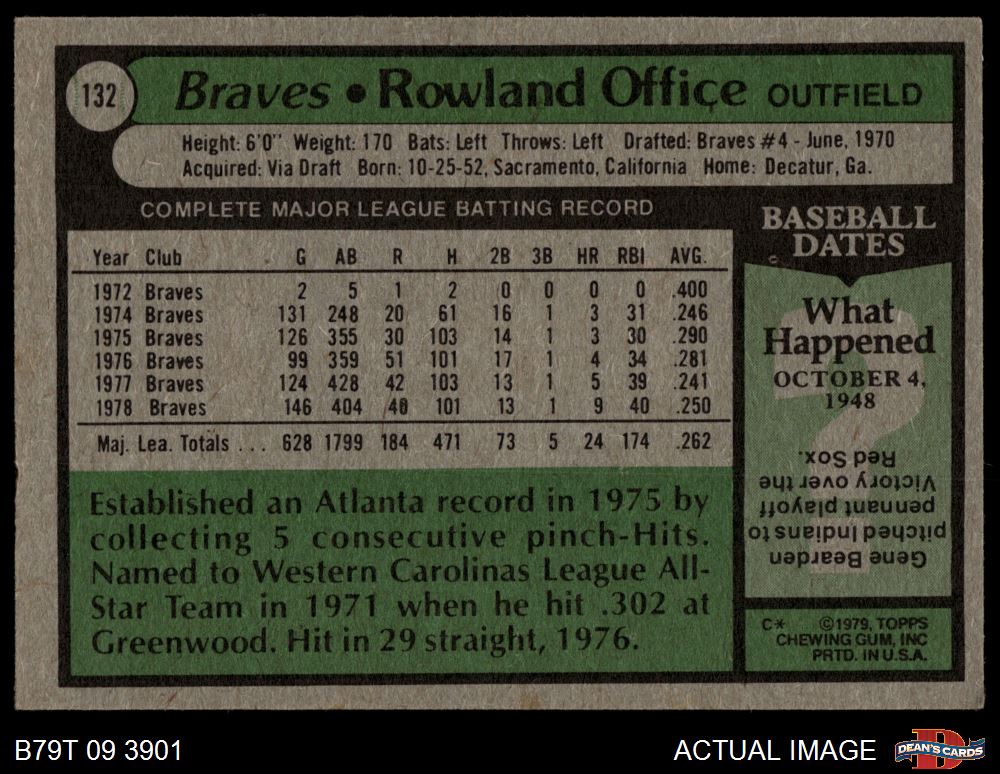 132 Braves • Rowland Office OUTFIELD
Height: 6'0" Weight: 170 Bats: Left Throws: Left Drafted: Braves #4 - June, 1970
Acquired: Via Draft Born: 10-25-52, Sacramento, California Home: Decatur, Ga.
COMPLETE MAJOR LEAGUE BATTING RECORD
Year Club G AB R H 2B 3B HR RBI AVG.
1972 Braves 2 5 1 2 0 0 0 0 .400
1974 Braves 131 248 20 61 16 1 3 31 .246
1975 Braves 126 355 30 103 14 1 3 30 .290
1976 Braves 99 359 51 101 17 1 4 34 .281
1977 Braves 124 428 42 103 13 1 5 39 .241
1978 Braves 146 404 40 101 13 1 9 40 .250
Maj. Lea. Totals . . . 628 1799 184 471 73 5 24 174 .262
Established an Atlanta record in 1975 by
collecting 5 consecutive pinch-Hits.
Named to Western Carolinas League All-
Star Team in 1971 when he hit .302 at
Greenwood. Hit in 29 straight, 1976.
BASEBALL
DATES
What
Happened
OCTOBER 4,
1948
?
Gene Bearden
pitched Indians to
pennant playoff
Victory over the
Red Sox.
C* ©1979, TOPPS
CHEWING GUM, INC
PRTD. IN U.S.A.
B79T 09 3901
ACTUAL IMAGE
DEAN'S CARDS